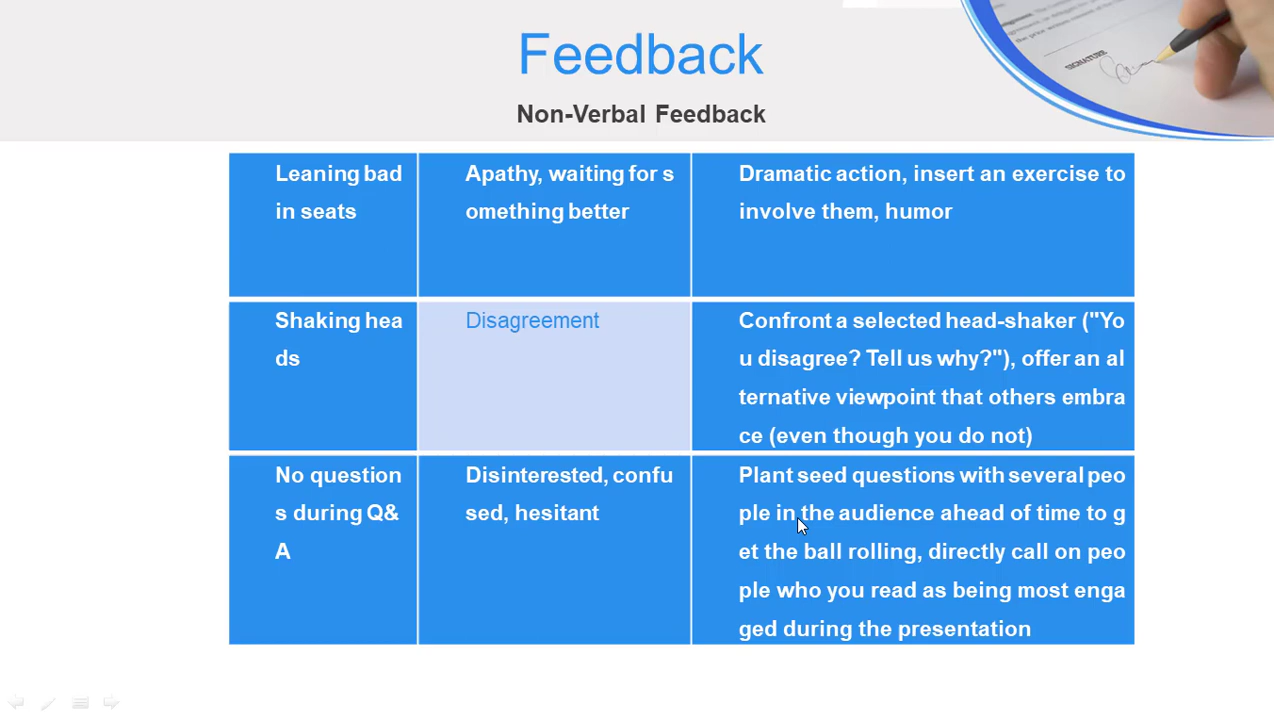 Feedback
Non-Verbal Feedback
SIGNATURE
Leaning bad
in seats
Apathy, waiting for s
omething better
Dramatic action, insert an exercise to
involve them, humor
Shaking hea
ds
Disagreement
Confront a selected head-shaker ("Yo
u disagree? Tell us why?"), offer an al
ternative viewpoint that others embra
ce (even though you do not)
No question
s during Q&
A
Disinterested, confu
sed, hesitant
Plant seed questions with several peo
ple in the audience ahead of time to g
et the ball rolling, directly call on peo
ple who you read as being most enga
ged during the presentation